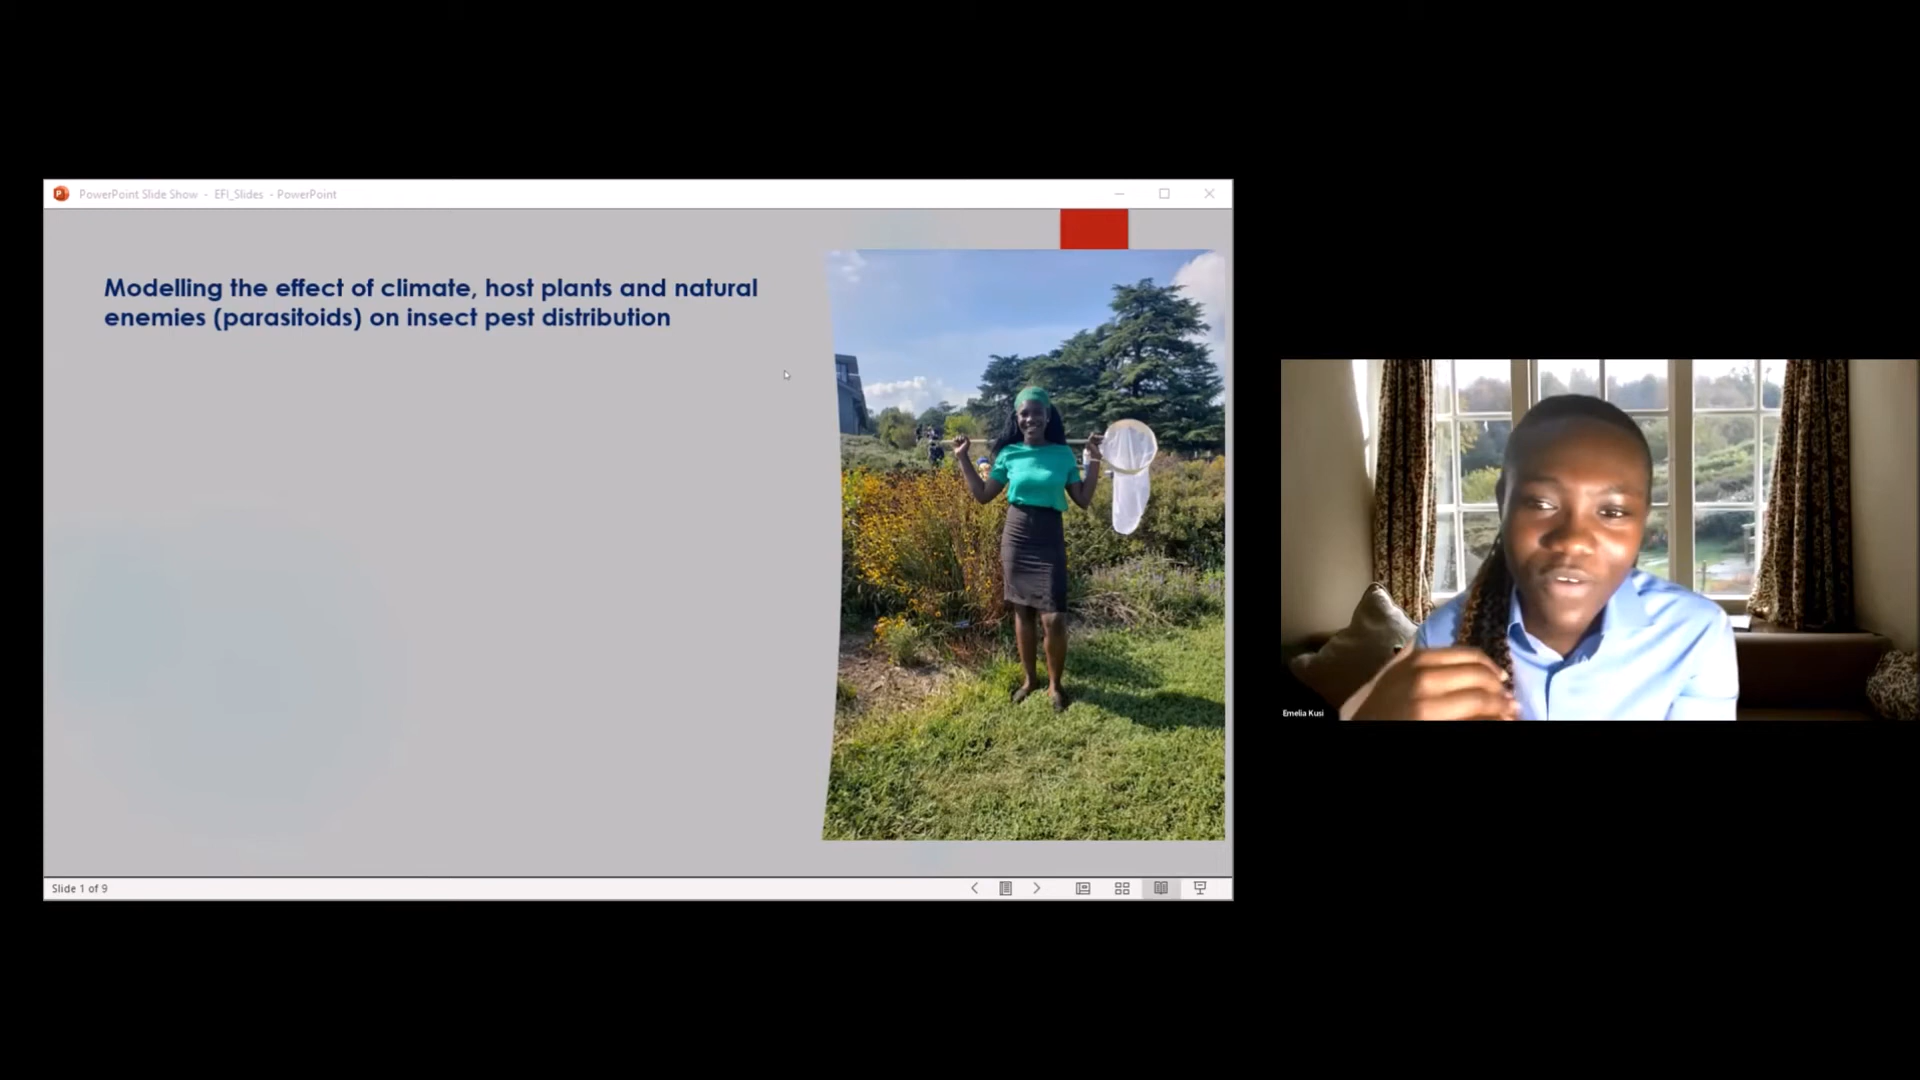 PowerPoint Slide Show - EFI_Slides - PowerPoint
Modelling the effect of climate, host plants and natural
enemies (parasitoids) on insect pest distribution
Emelia Kusi
Slide 1 of 9